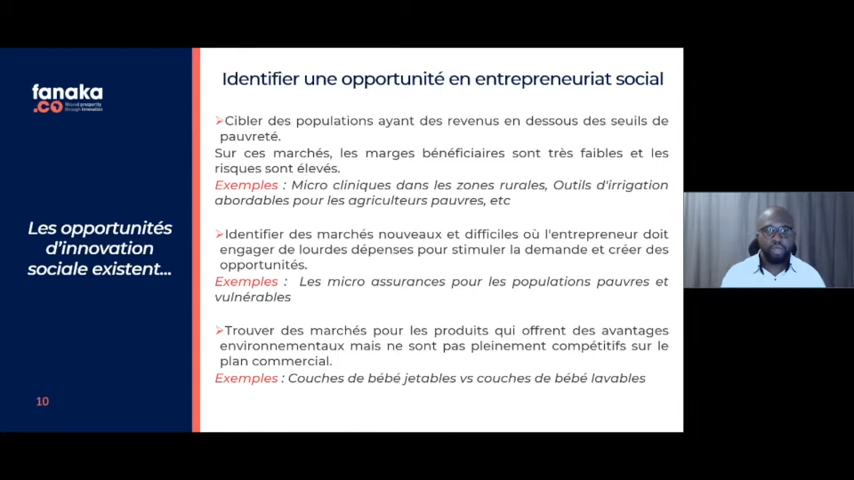 fanaka
.co
Shared prosperity
through innovation
Les opportunités
d'innovation
sociale existent...
10
Identifier une opportunité en entrepreneuriat social
➢Cibler des populations ayant des revenus en dessous des seuils de
pauvreté.
Sur ces marchés, les marges bénéficiaires sont très faibles et les
risques sont élevés.
Exemples : Micro cliniques dans les zones rurales, Outils d'irrigation
abordables pour les agriculteurs pauvres, etc
➢Identifier des marchés nouveaux et difficiles où l'entrepreneur doit
engager de lourdes dépenses pour stimuler la demande et créer des
opportunités.
Exemples : Les micro assurances pour les populations pauvres et
vulnérables
➢Trouver des marchés pour les produits qui offrent des avantages
environnementaux mais ne sont pas pleinement compétitifs sur le
plan commercial.
Exemples : Couches de bébé jetables vs couches de bébé lavables